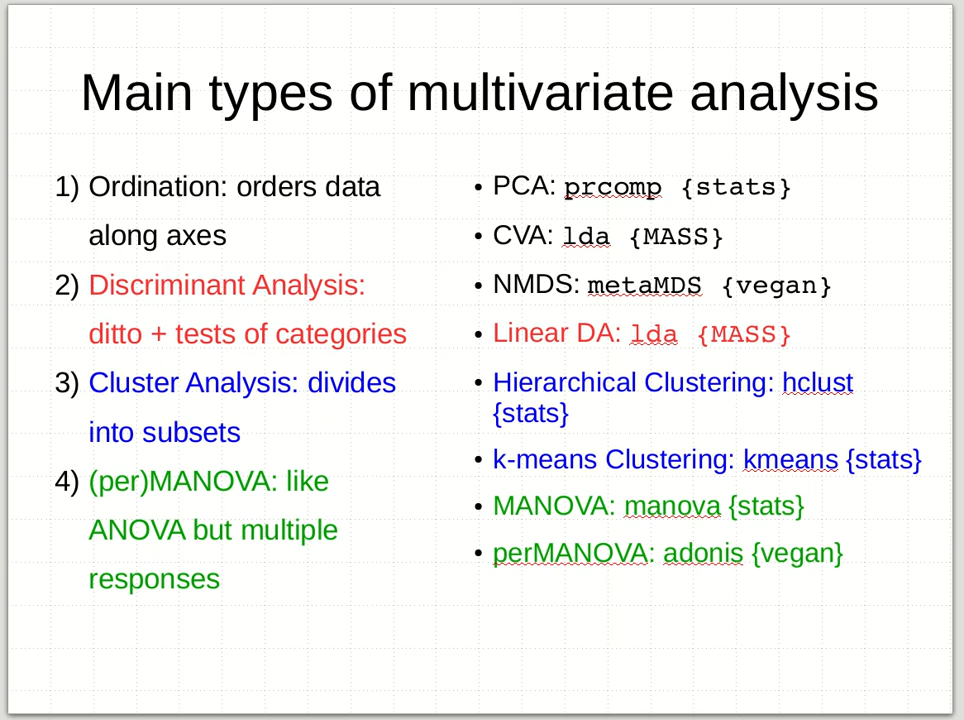 Main types of multivariate analysis
1) Ordination: orders data
along axes
2) Discriminant Analysis:
ditto + tests of categories
3) Cluster Analysis: divides
into subsets
4) (per)MANOVA: like
ANOVA but multiple
responses
• PCA: prcomp {stats}
• CVA: lda {MASS}
• NMDS: metaMDS {vegan}
• Linear DA: lda {MASS}
• Hierarchical Clustering: hclust
{stats}
• k-means Clustering: kmeans {stats}
• MANOVA: manova {stats}
• perMANOVA: adonis {vegan}